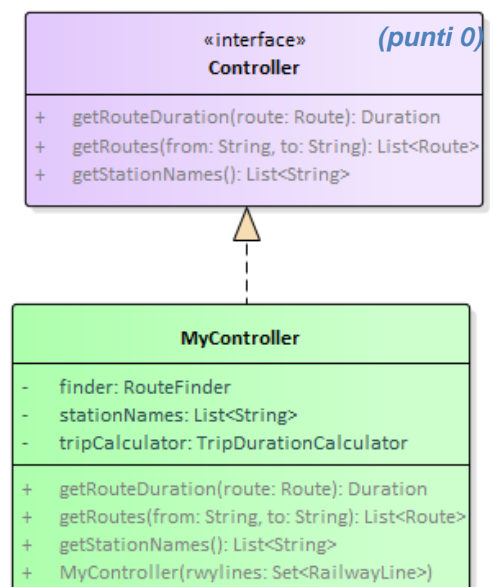 «interface»
(punti 0)
Controller
+ getRouteDuration(route: Route): Duration
+ getRoutes(from: String, to: String): List<Route>
+ getStationNames(): List<String>
MyController
- finder: RouteFinder
- stationNames: List<String>
- tripCalculator: TripDurationCalculator
+ getRouteDuration(route: Route): Duration
+ getRoutes(from: String, to: String): List<Route>
+ getStationNames(): List<String>
+ MyController(rwylines: Set<RailwayLine>)